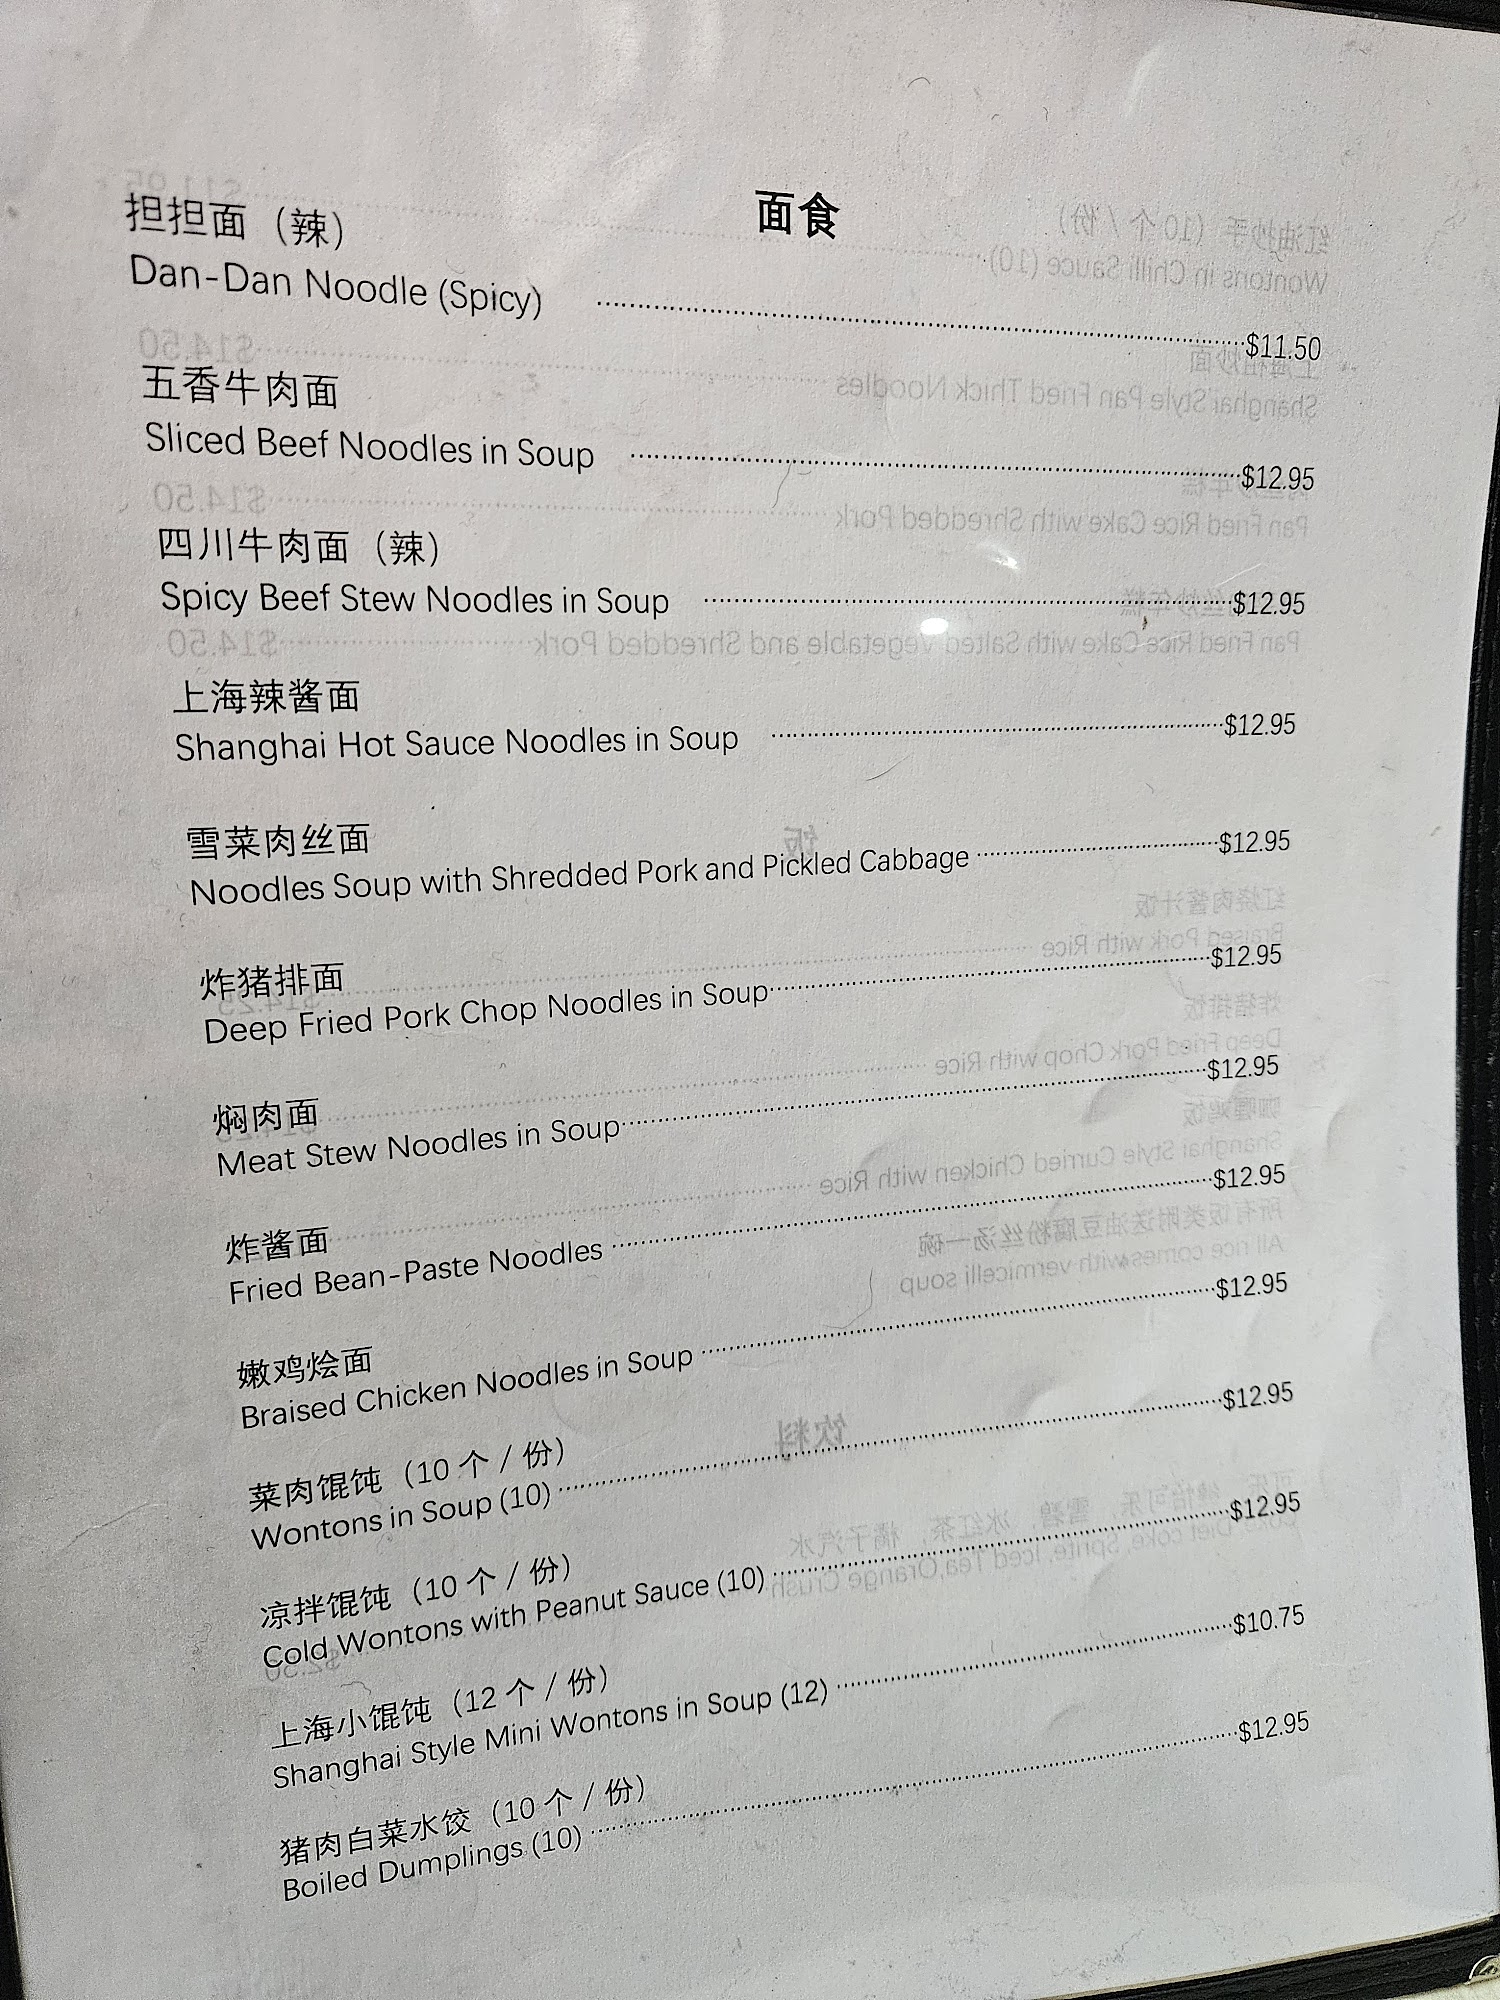 面食
担担面（辣）
Dan-Dan Noodle (Spicy) $11.50
五香牛肉面
Sliced Beef Noodles in Soup $12.95
四川牛肉面（辣）
Spicy Beef Stew Noodles in Soup $12.95
上海辣酱面
Shanghai Hot Sauce Noodles in Soup $12.95
雪菜肉丝面
Noodles Soup with Shredded Pork and Pickled Cabbage $12.95
炸猪排面
Deep Fried Pork Chop Noodles in Soup $12.95
焖肉面
Meat Stew Noodles in Soup $12.95
炸酱面
Fried Bean-Paste Noodles $12.95
嫩鸡烩面
Braised Chicken Noodles in Soup $12.95
菜肉馄饨（10 个 / 份）
Wontons in Soup (10) $12.95
凉拌馄饨（10 个 / 份）
Cold Wontons with Peanut Sauce (10) $12.95
上海小馄饨（12 个 / 份）
Shanghai Style Mini Wontons in Soup (12) $10.75
猪肉白菜水饺（10 个 / 份）
Boiled Dumplings (10) $12.95